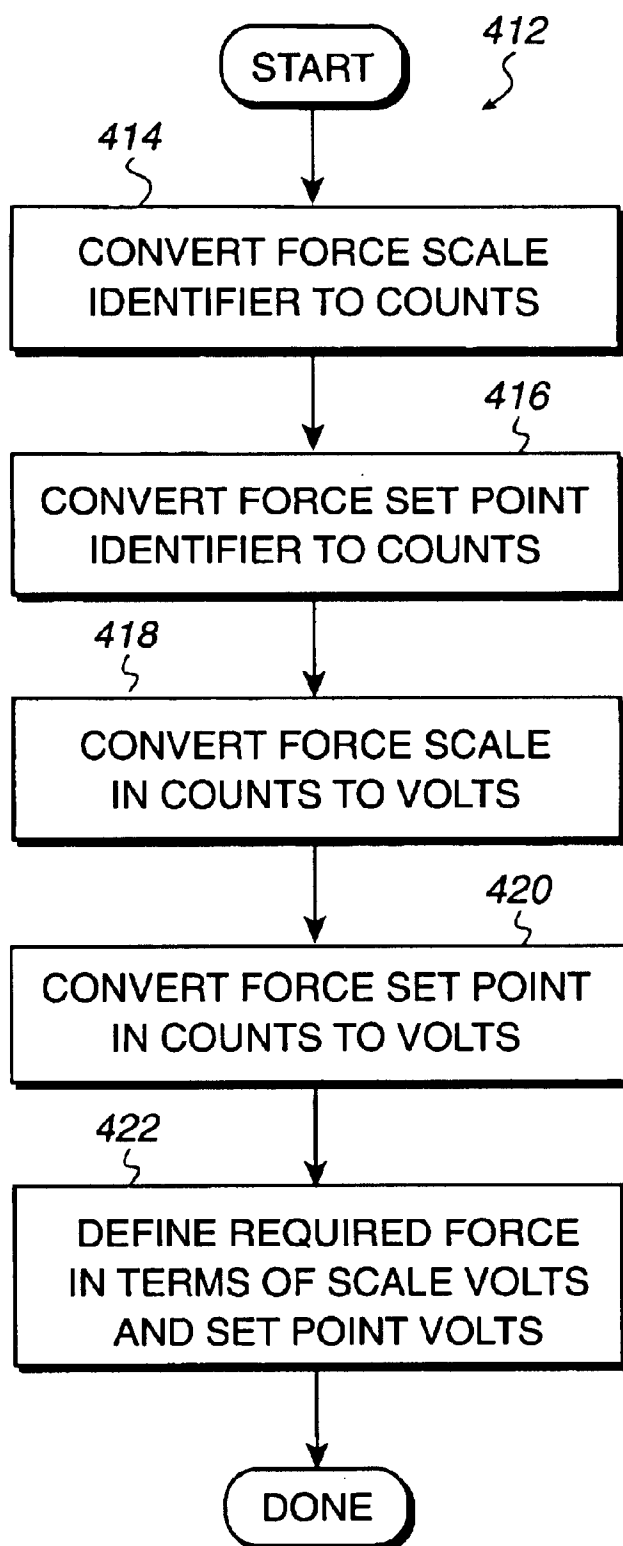 START
412
414
CONVERT FORCE SCALE
IDENTIFIER TO COUNTS
416
CONVERT FORCE SET POINT
IDENTIFIER TO COUNTS
418
CONVERT FORCE SCALE
IN COUNTS TO VOLTS
420
CONVERT FORCE SET POINT
IN COUNTS TO VOLTS
422
DEFINE REQUIRED FORCE
IN TERMS OF SCALE VOLTS
AND SET POINT VOLTS
DONE